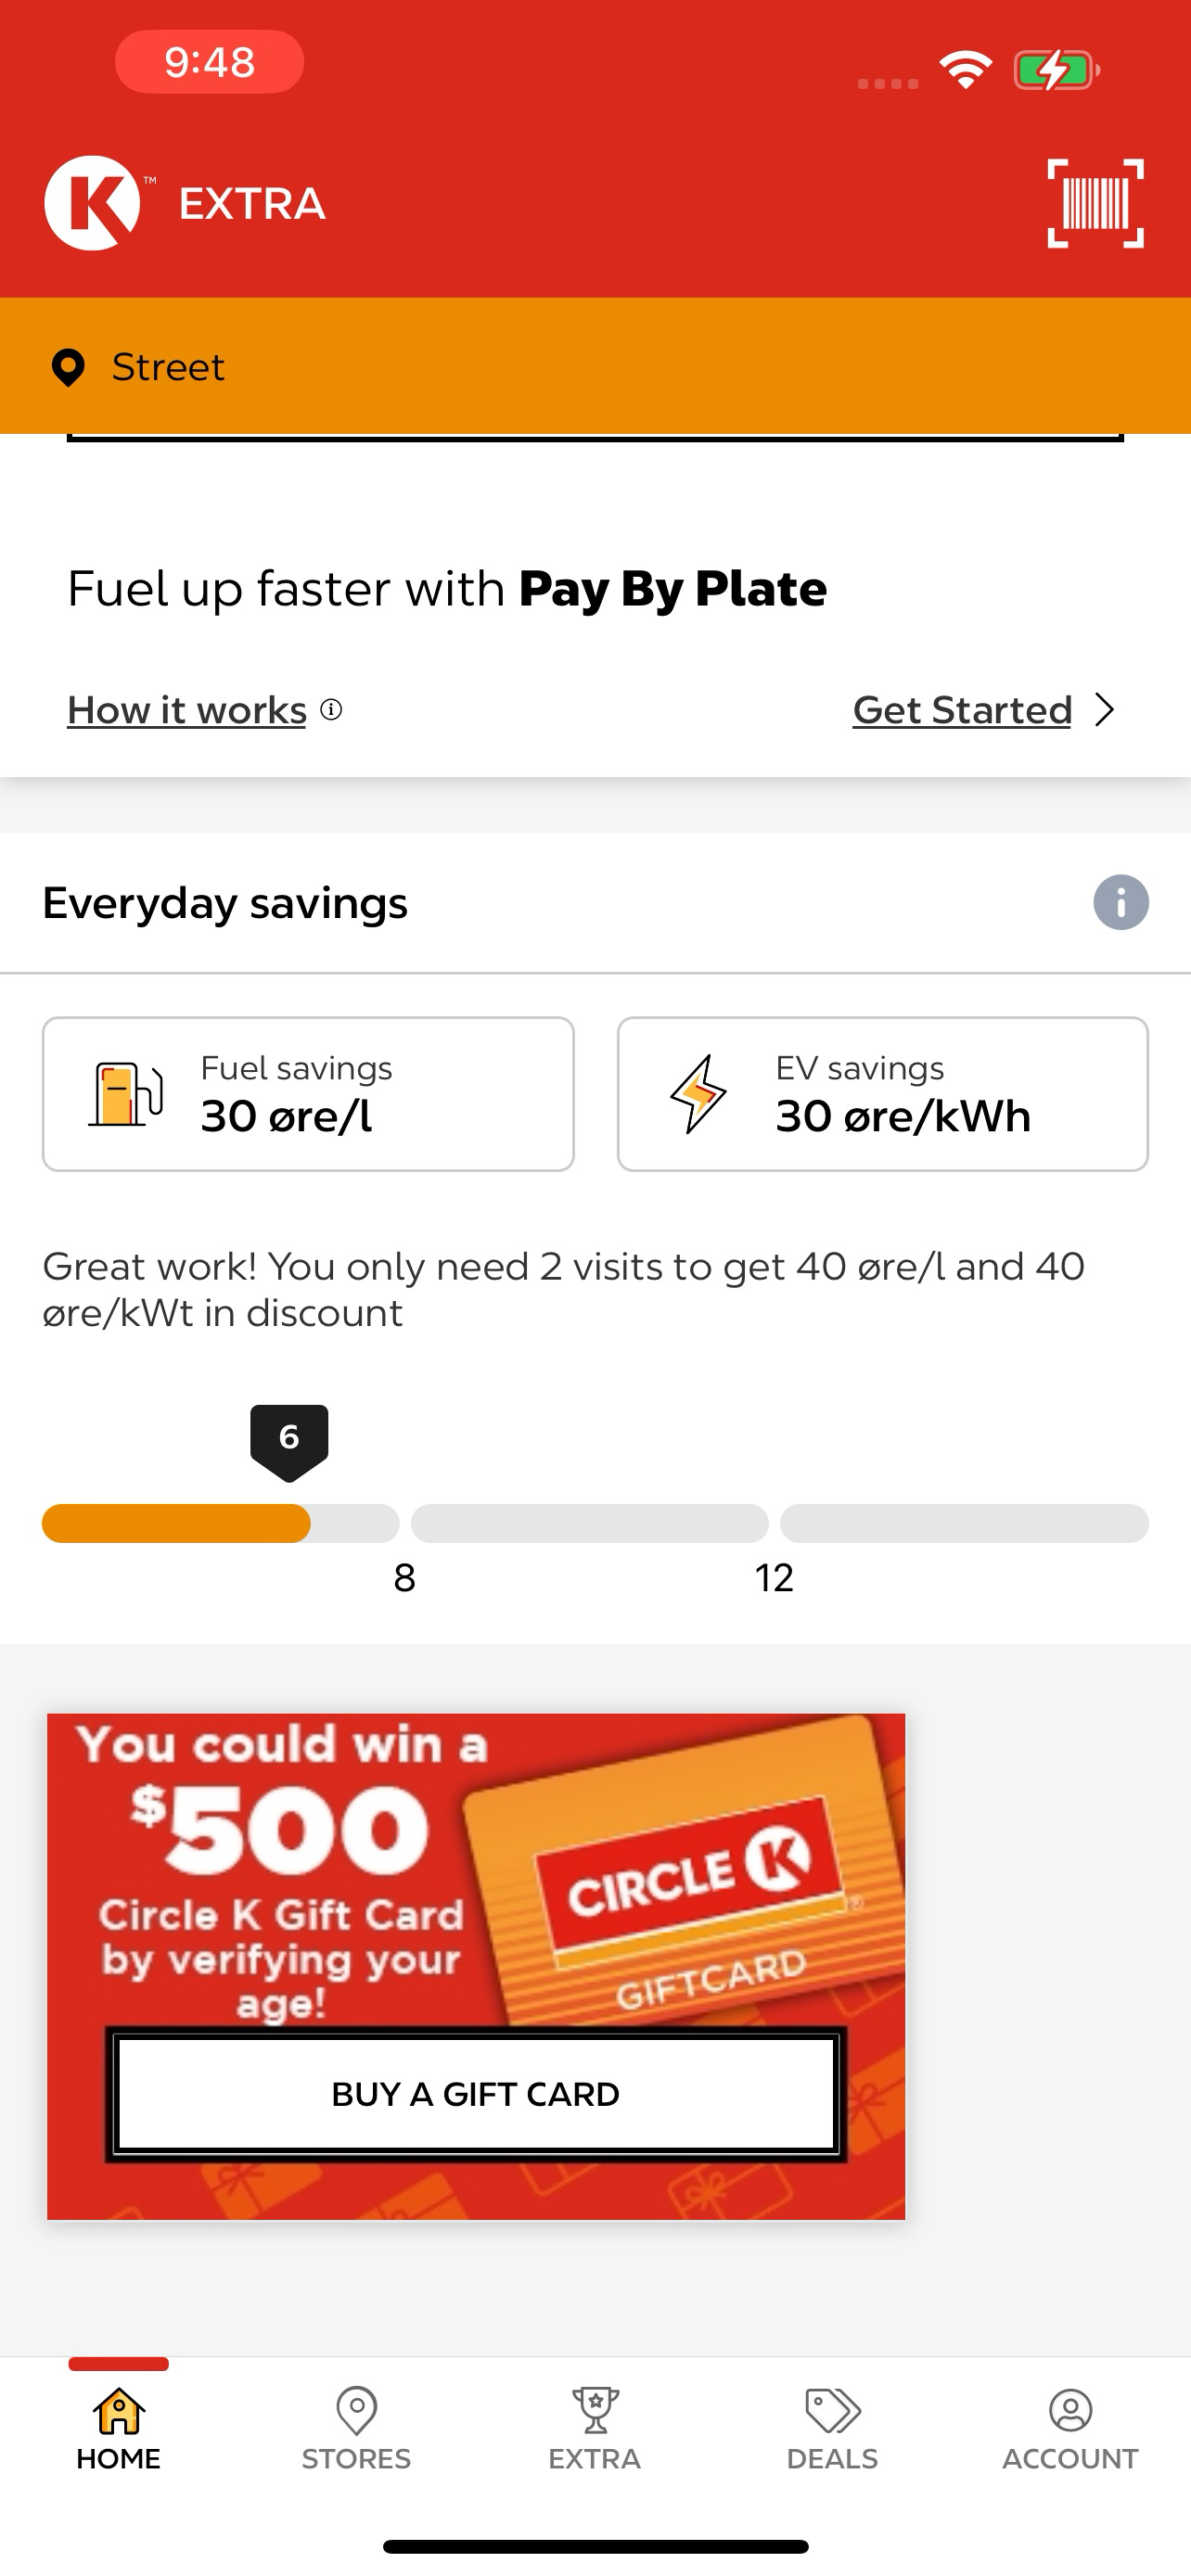 9:48
K™ EXTRA
Street
Fuel up faster with Pay By Plate
How it works
Get Started
Everyday savings
Fuel savings
30 øre/l
EV savings
30 øre/kWh
Great work! You only need 2 visits to get 40 øre/l and 40
øre/kWt in discount
6
8
12
You could win a
$500
Circle K Gift Card
by verifying your
age!
CIRCLE K®
GIFTCARD
BUY A GIFT CARD
HOME
STORES
EXTRA
DEALS
ACCOUNT